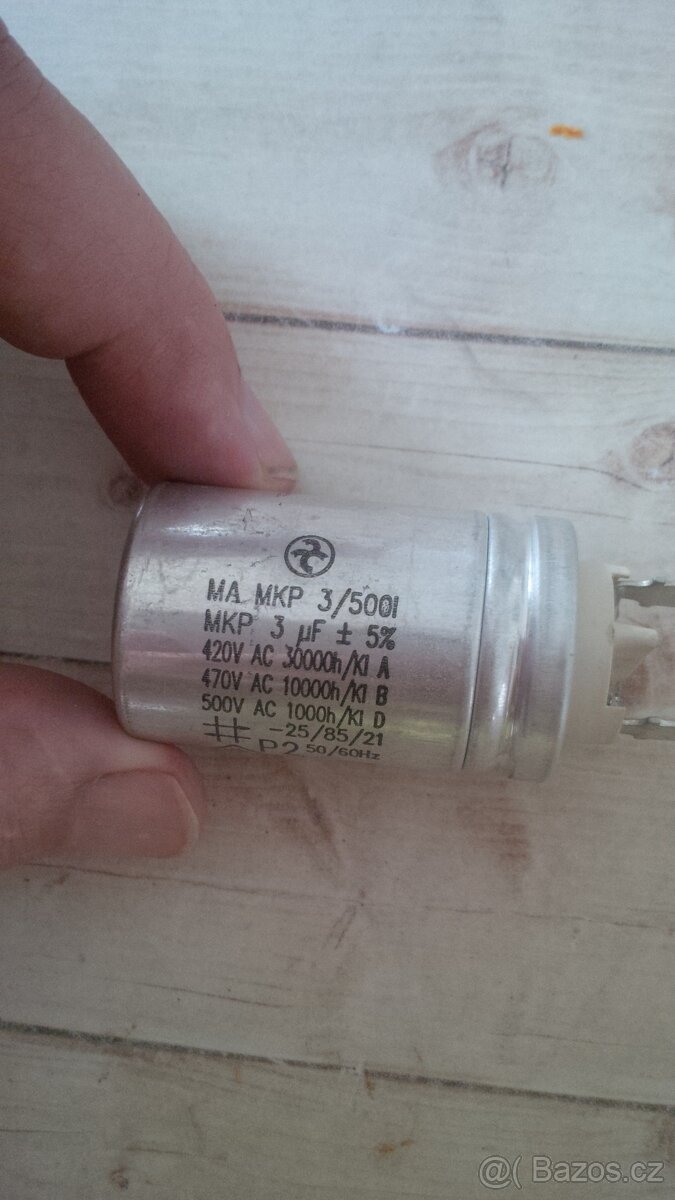 MA MKP 3/500I
MKP 3 µF ± 5%
420V AC 30000h/Kl A
470V AC 10000h/Kl B
500V AC 1000h/Kl D
-25/85/21
P2 50/60Hz
@( Bazos.cz